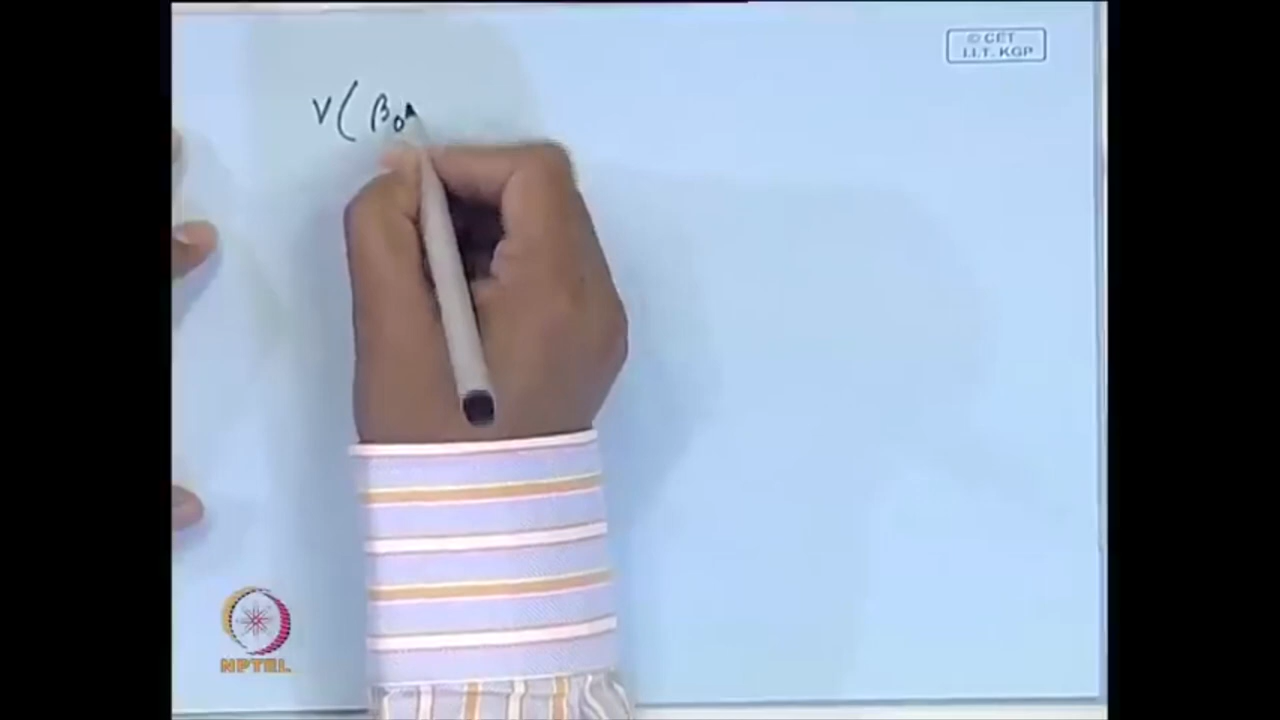 © CET
I.I.T. KGP
V ( β₀
NPTEL